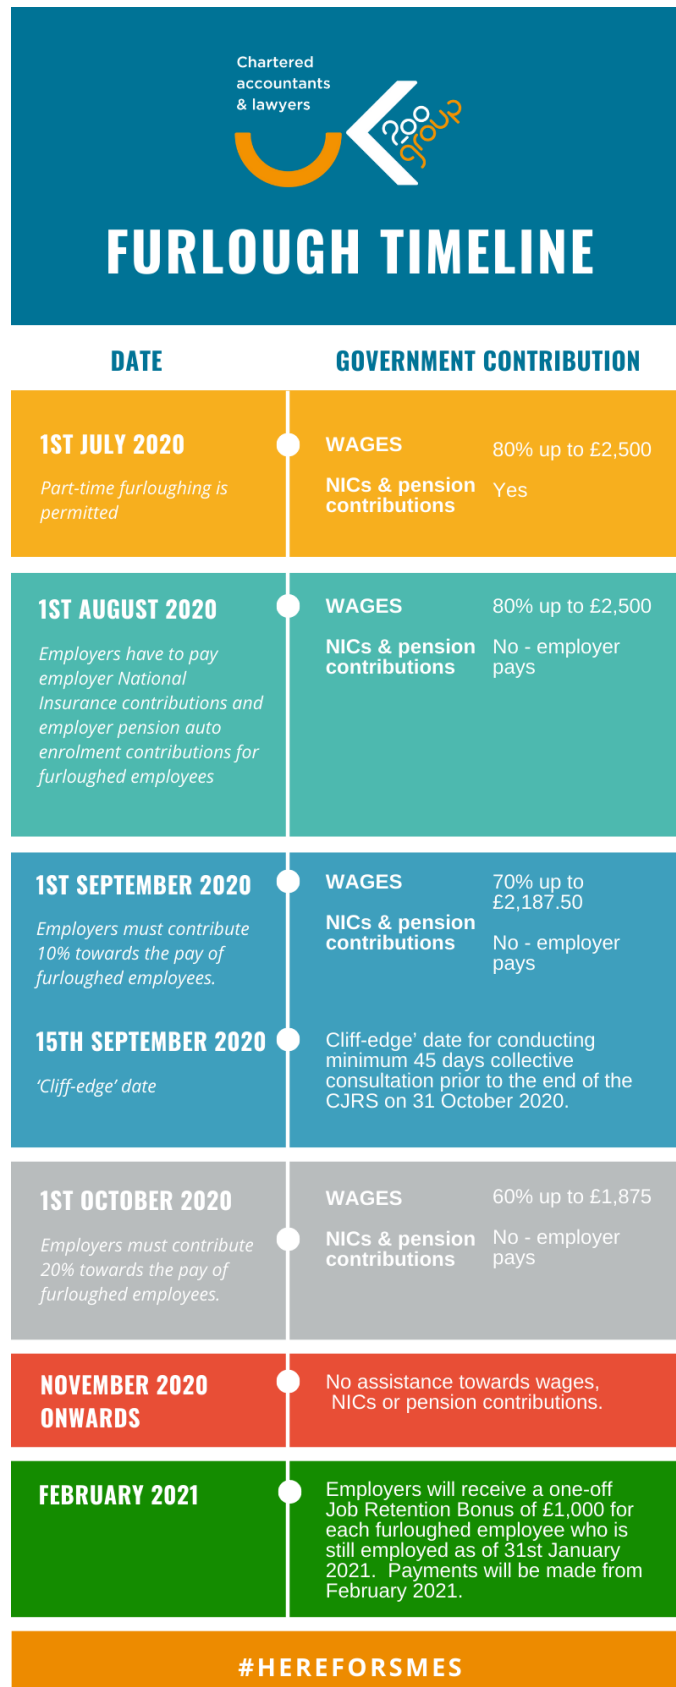 Chartered
accountants
& lawyers
UK200
group
FURLOUGH TIMELINE
DATE
GOVERNMENT CONTRIBUTION
1ST JULY 2020
Part-time furloughing is
permitted
WAGES
80% up to £2,500
NICs & pension
contributions
Yes
1ST AUGUST 2020
Employers have to pay
employer National
Insurance contributions and
employer pension auto
enrolment contributions for
furloughed employees
WAGES
80% up to £2,500
NICs & pension
contributions
No - employer
pays
1ST SEPTEMBER 2020
Employers must contribute
10% towards the pay of
furloughed employees.
WAGES
70% up to
£2,187.50
NICs & pension
contributions
No - employer
pays
15TH SEPTEMBER 2020
‘Cliff-edge’ date
Cliff-edge’ date for conducting
minimum 45 days collective
consultation prior to the end of the
CJRS on 31 October 2020.
1ST OCTOBER 2020
Employers must contribute
20% towards the pay of
furloughed employees.
WAGES
60% up to £1,875
NICs & pension
contributions
No - employer
pays
NOVEMBER 2020
ONWARDS
No assistance towards wages,
NICs or pension contributions.
FEBRUARY 2021
Employers will receive a one-off
Job Retention Bonus of £1,000 for
each furloughed employee who is
still employed as of 31st January
2021. Payments will be made from
February 2021.
#HEREFORSMES